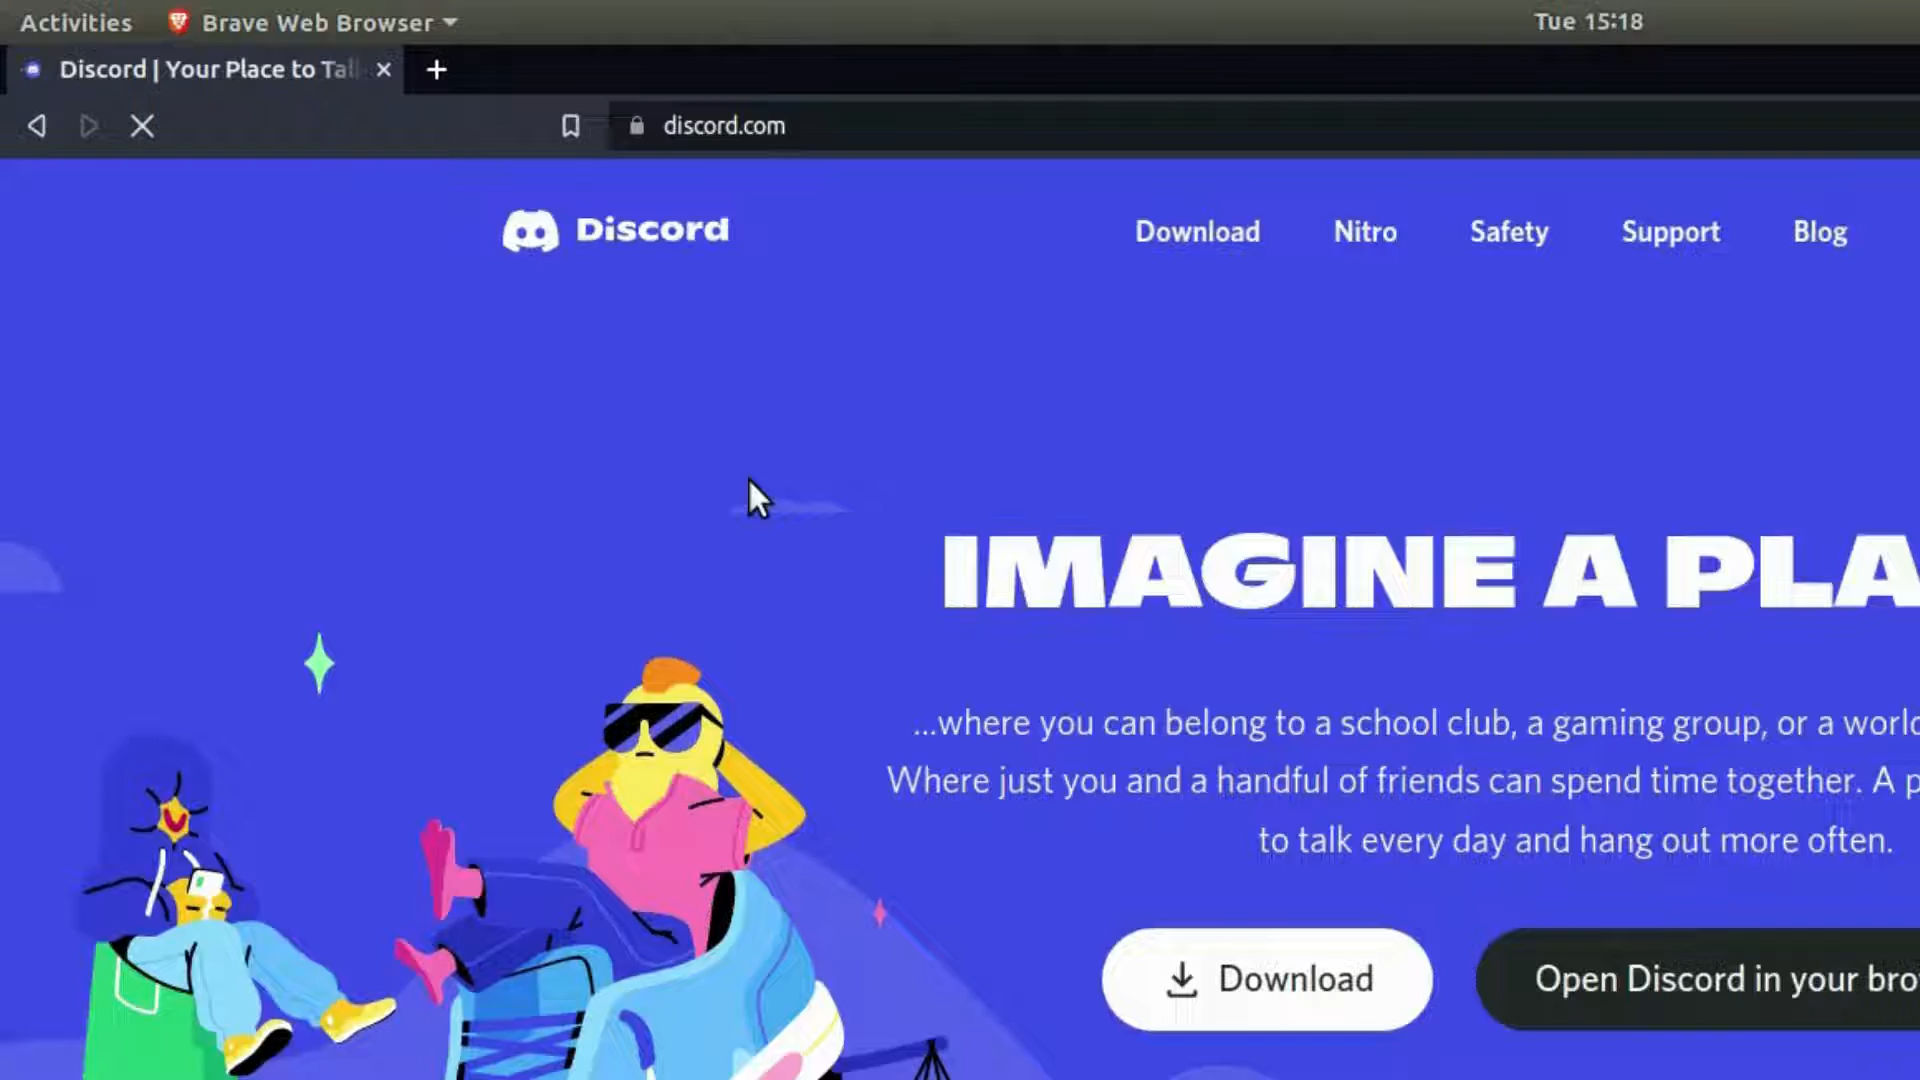 Activities Brave Web Browser Tue 15:18
Discord | Your Place to Tal
discord.com
Discord Download Nitro Safety Support Blog
IMAGINE A PLA
...where you can belong to a school club, a gaming group, or a world
Where just you and a handful of friends can spend time together. A p
to talk every day and hang out more often.
Download Open Discord in your bro